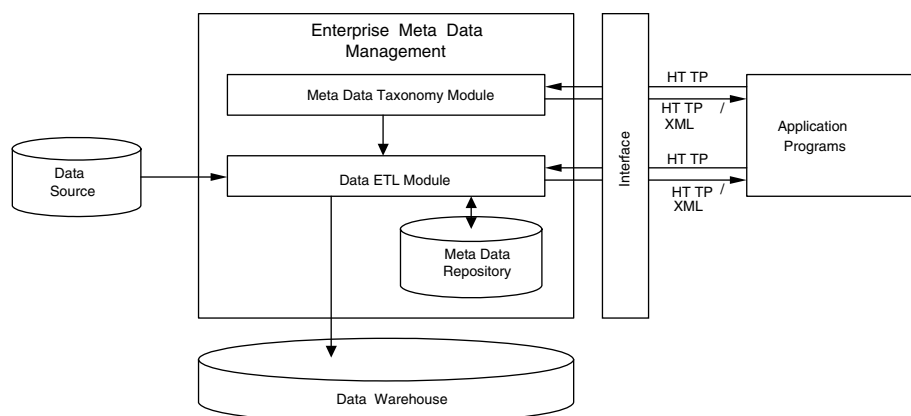 Enterprise Meta Data
Management
Meta Data Taxonomy Module
HT TP
HT TP /
XML
Application
Programs
Interface
Data
Source
Data ETL Module
HT TP
HT TP /
XML
Meta Data
Repository
Data Warehouse